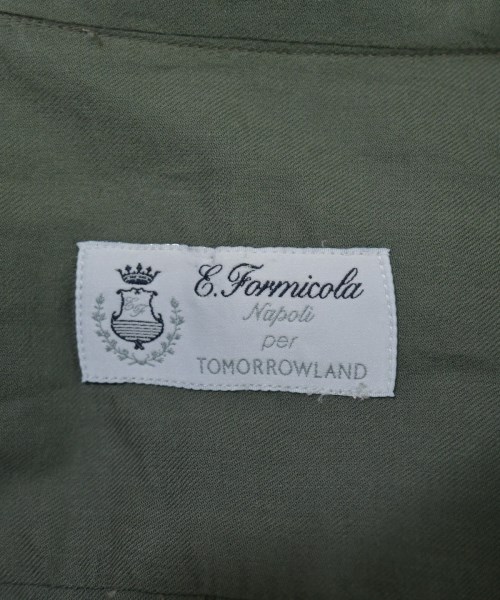 E. Formicola
Napoli
per
TOMORROWLAND